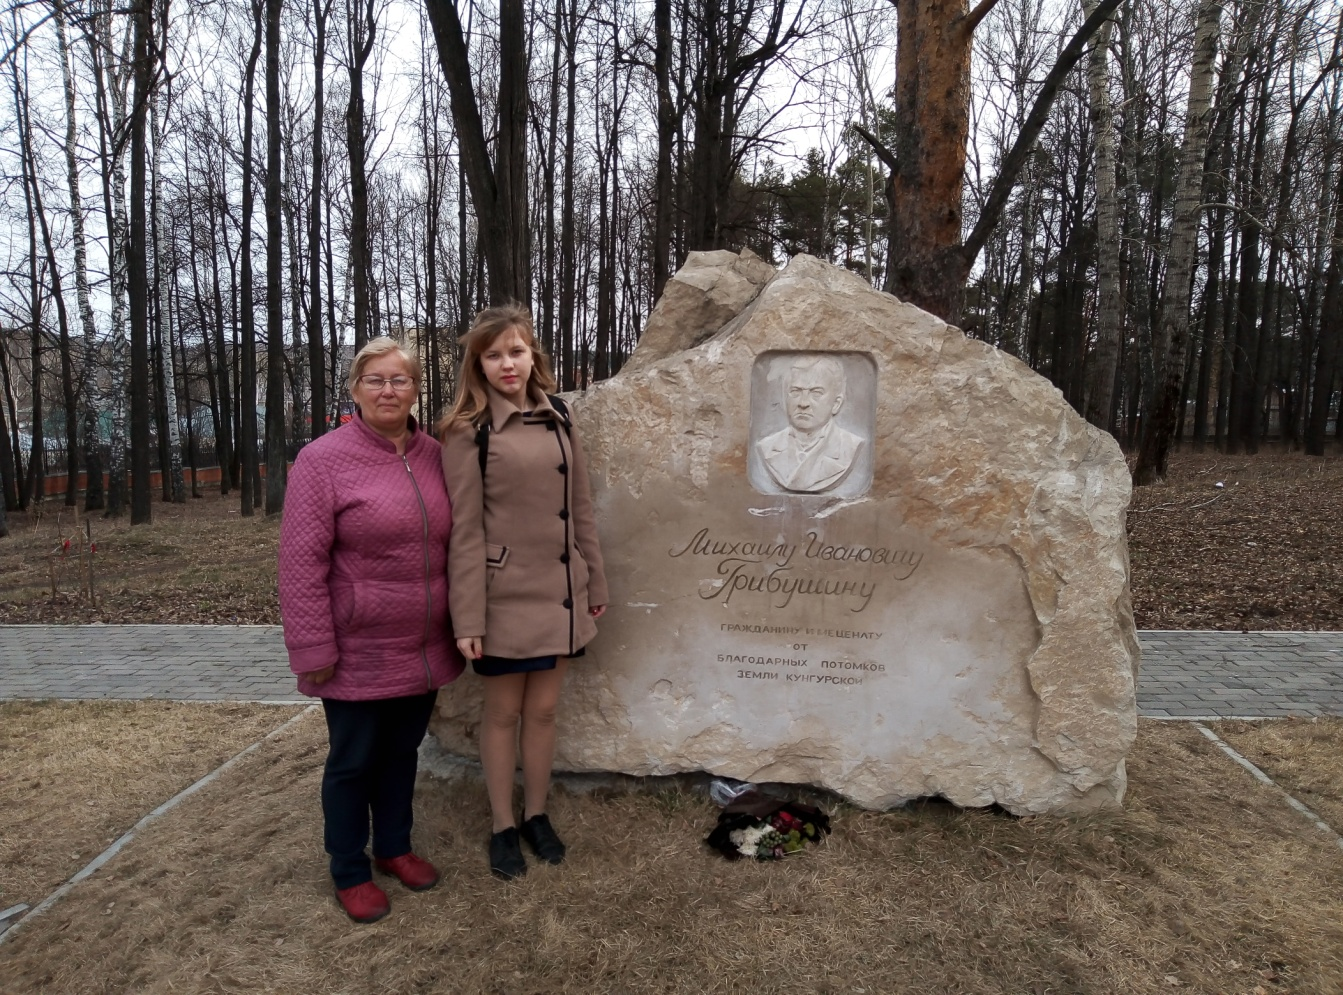 Михаилу Ивановичу
Грибушину
ГРАЖДАНИНУ И МЕЦЕНАТУ
ОТ
БЛАГОДАРНЫХ ПОТОМКОВ
ЗЕМЛИ КУНГУРСКОЙ